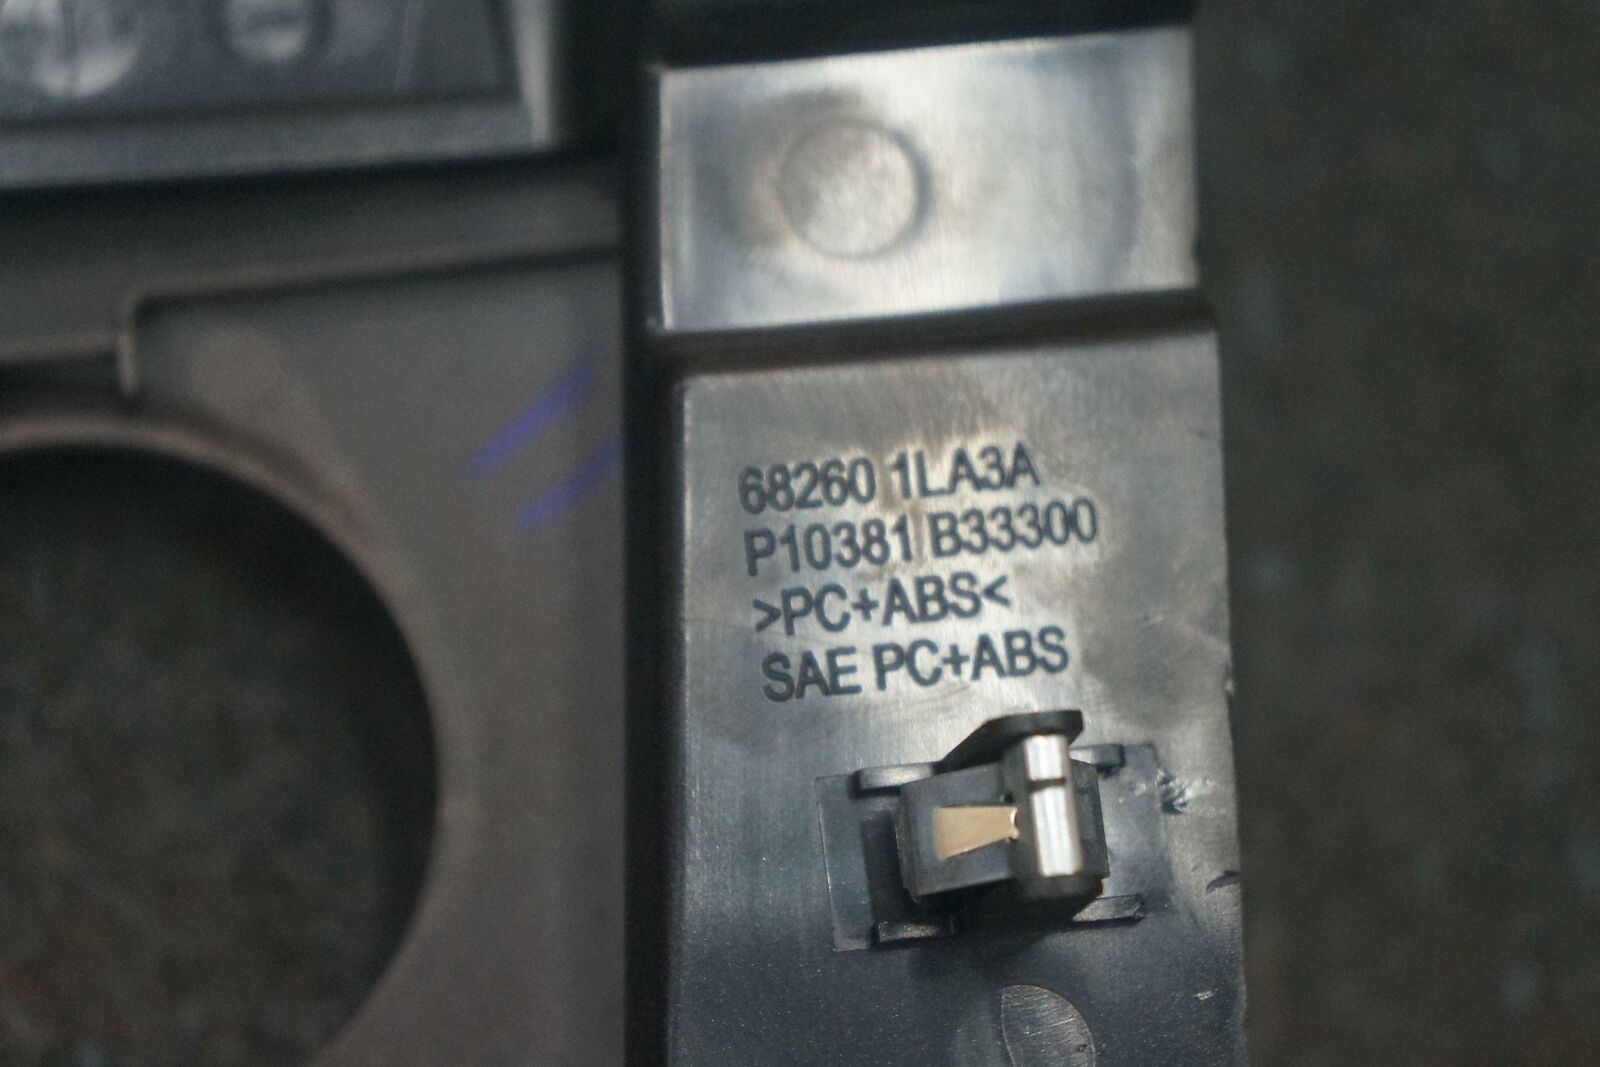 68260 1LA3A
P10381 B33300
>PC+ABS<
SAE PC+ABS